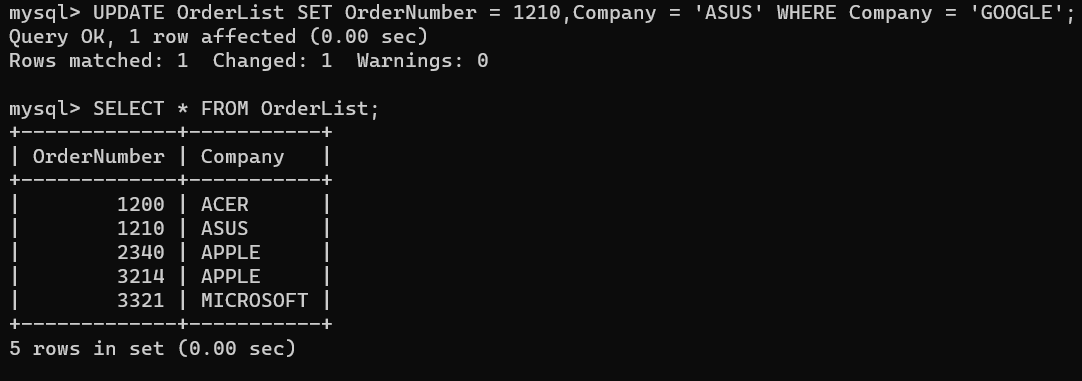 mysql> UPDATE OrderList SET OrderNumber = 1210,Company = 'ASUS' WHERE Company = 'GOOGLE';
Query OK, 1 row affected (0.00 sec)
Rows matched: 1  Changed: 1  Warnings: 0

mysql> SELECT * FROM OrderList;
+-------------+-----------+
| OrderNumber | Company   |
+-------------+-----------+
|        1200 | ACER      |
|        1210 | ASUS      |
|        2340 | APPLE     |
|        3214 | APPLE     |
|        3321 | MICROSOFT |
+-------------+-----------+
5 rows in set (0.00 sec)